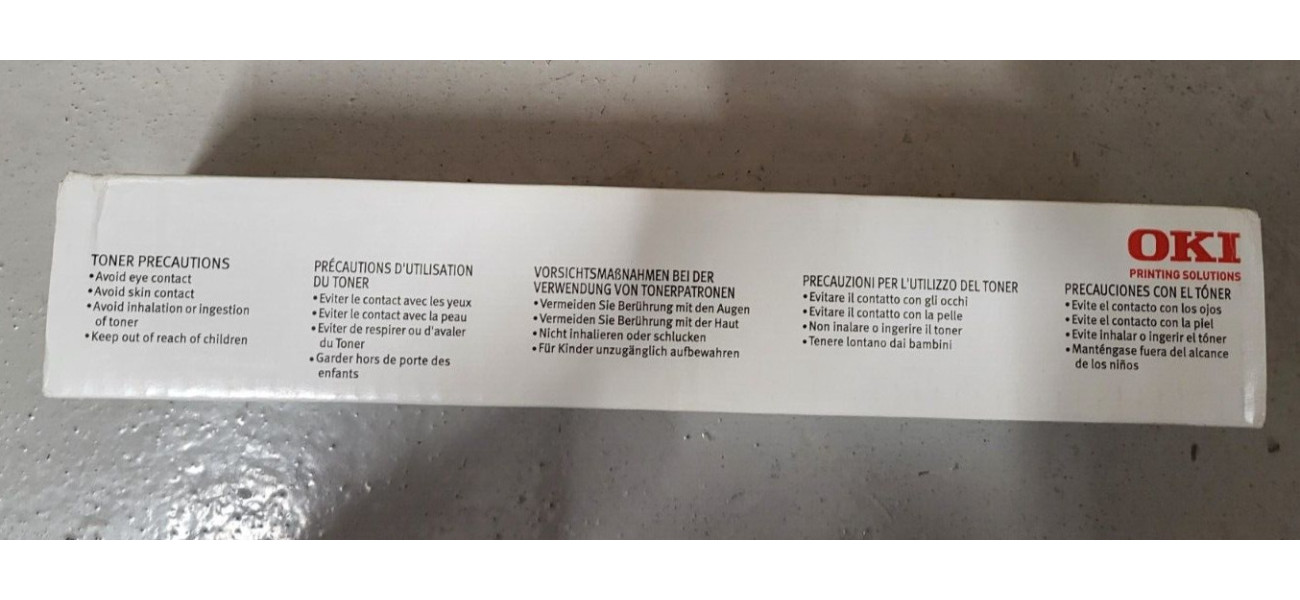 TONER PRECAUTIONS
•Avoid eye contact
•Avoid skin contact
•Avoid inhalation or ingestion
of toner
•Keep out of reach of children
PRÉCAUTIONS D'UTILISATION
DU TONER
•Eviter le contact avec les yeux
•Eviter le contact avec la peau
•Eviter de respirer ou d'avaler
du Toner
•Garder hors de porte des
enfants
VORSICHTSMAßNAHMEN BEI DER
VERWENDUNG VON TONERPATRONEN
•Vermeiden Sie Berührung mit den Augen
•Vermeiden Sie Berührung mit der Haut
•Nicht inhalieren oder schlucken
•Für Kinder unzugänglich aufbewahren
PRECAUZIONI PER L'UTILIZZO DEL TONER
•Evitare il contatto con gli occhi
•Evitare il contatto con la pelle
•Non inalare o ingerire il toner
•Tenere lontano dai bambini
OKI
PRINTING SOLUTIONS
PRECAUCIONES CON EL TÓNER
•Evite el contacto con los ojos
•Evite el contacto con la piel
•Evite inhalar o ingerir el tóner
•Manténgase fuera del alcance
de los niños